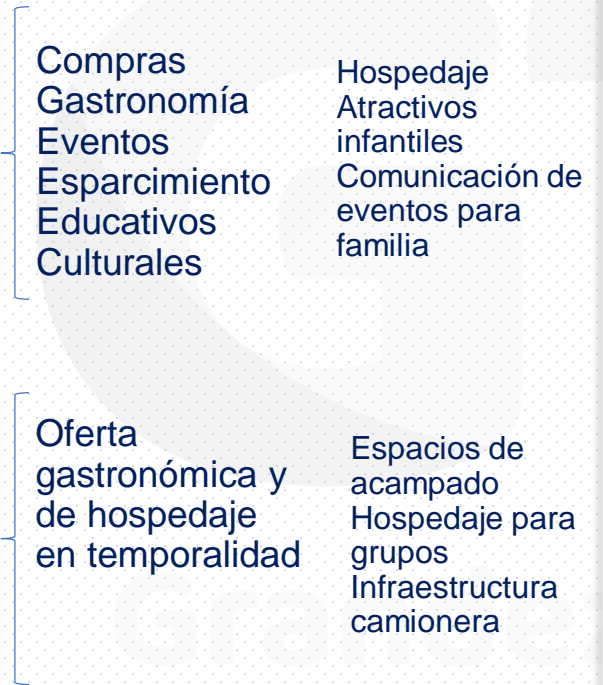 Compras
Gastronomía
Eventos
Esparcimiento
Educativos
Culturales
Hospedaje
Atractivos
infantiles
Comunicación de
eventos para
familia
Oferta
gastronómica y
de hospedaje
en temporalidad
Espacios de
acampado
Hospedaje para
grupos
Infraestructura
camionera